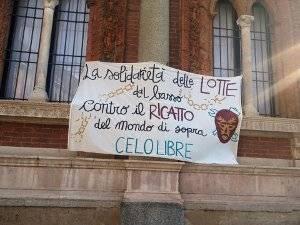 La solidarietà delle LOTTE
dal basso
contro il RICATTO
del mondo di sopra
CELO LIBRE